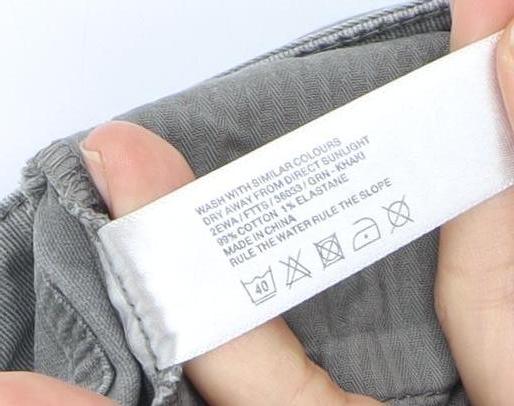 WASH WITH SIMILAR COLOURS
DRY AWAY FROM DIRECT SUNLIGHT
2EWA / FTTS / 36033 / GRN - KHAKI
99% COTTON 1% ELASTANE
MADE IN CHINA
RULE THE WATER RULE THE SLOPE
40